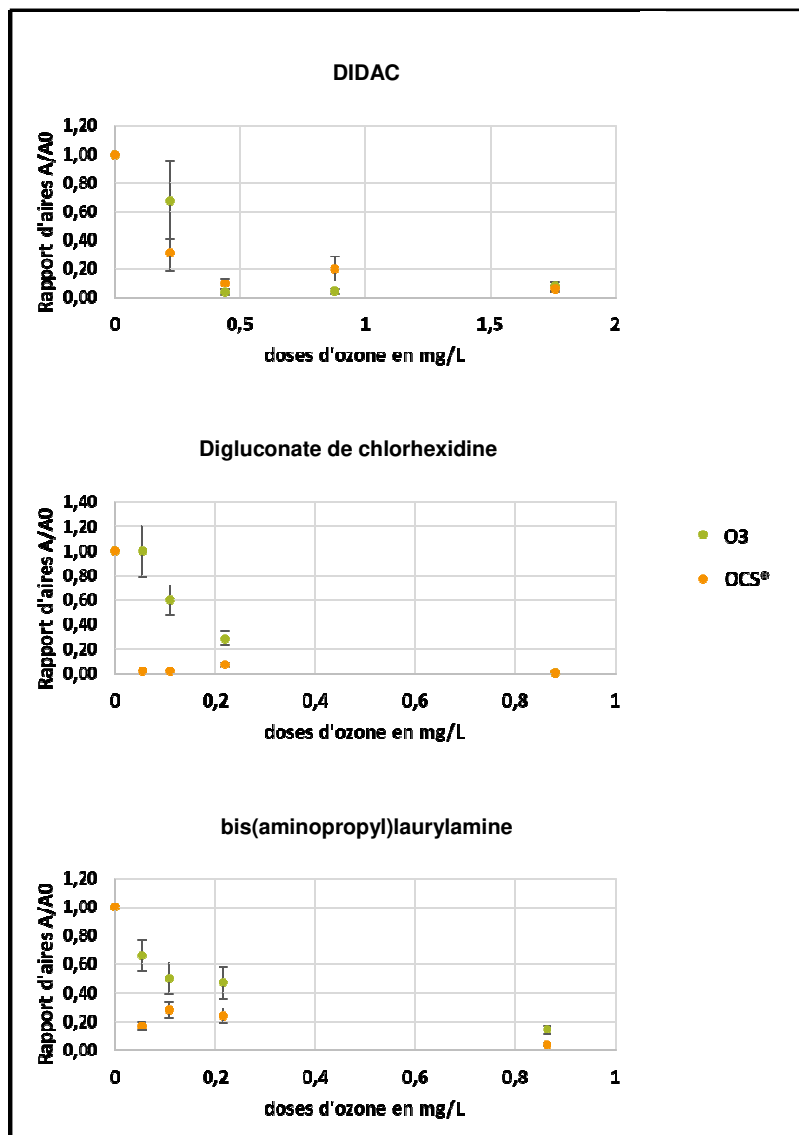 DIDAC
Rapport d'aires A/A0
1,20
1,00
0,80
0,60
0,40
0,20
0,00
0 0,5 1 1,5 2
doses d'ozone en mg/L
Digluconate de chlorhexidine
Rapport d'aires A/A0
1,40
1,20
1,00
0,80
0,60
0,40
0,20
0,00
0 0,2 0,4 0,6 0,8 1
doses d'ozone en mg/L
O3
OCS®
bis(aminopropyl)laurylamine
Rapport d'aires A/A0
1,20
1,00
0,80
0,60
0,40
0,20
0,00
0 0,2 0,4 0,6 0,8 1
doses d'ozone en mg/L